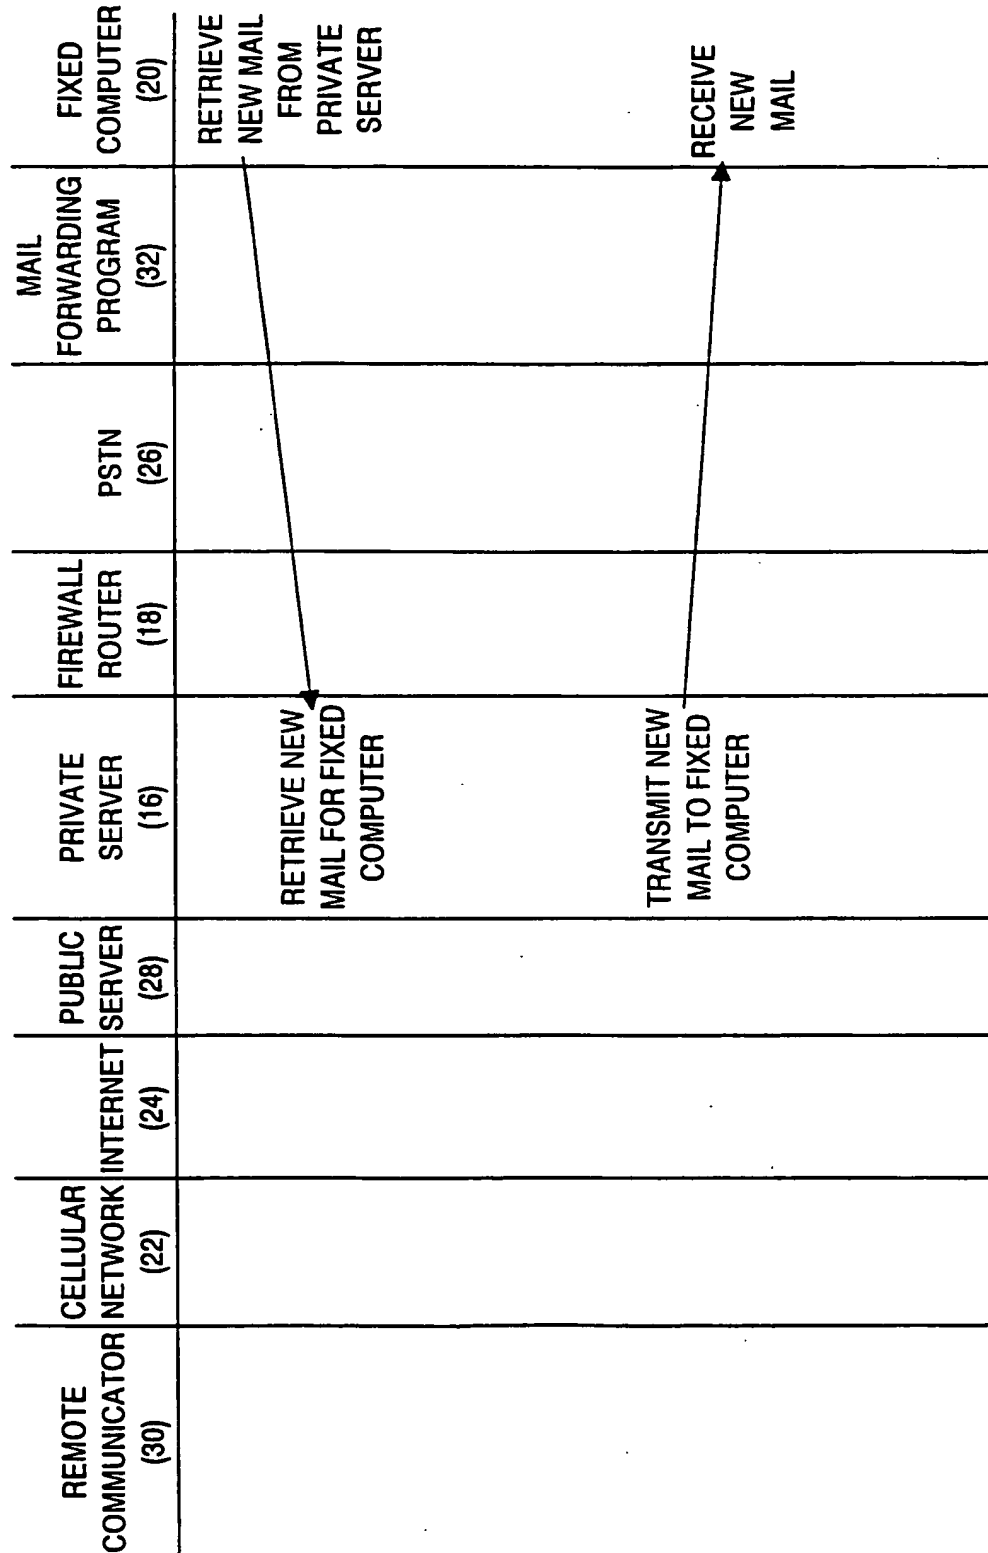 REMOTE
COMMUNICATOR
(30)
CELLULAR
NETWORK
(22)
INTERNET
(24)
PUBLIC
SERVER
(28)
PRIVATE
SERVER
(16)
FIREWALL
ROUTER
(18)
PSTN
(26)
MAIL
FORWARDING
PROGRAM
(32)
FIXED
COMPUTER
(20)
RETRIEVE
NEW MAIL
FROM
PRIVATE
SERVER
RETRIEVE NEW
MAIL FOR FIXED
COMPUTER
TRANSMIT NEW
MAIL TO FIXED
COMPUTER
RECEIVE
NEW
MAIL